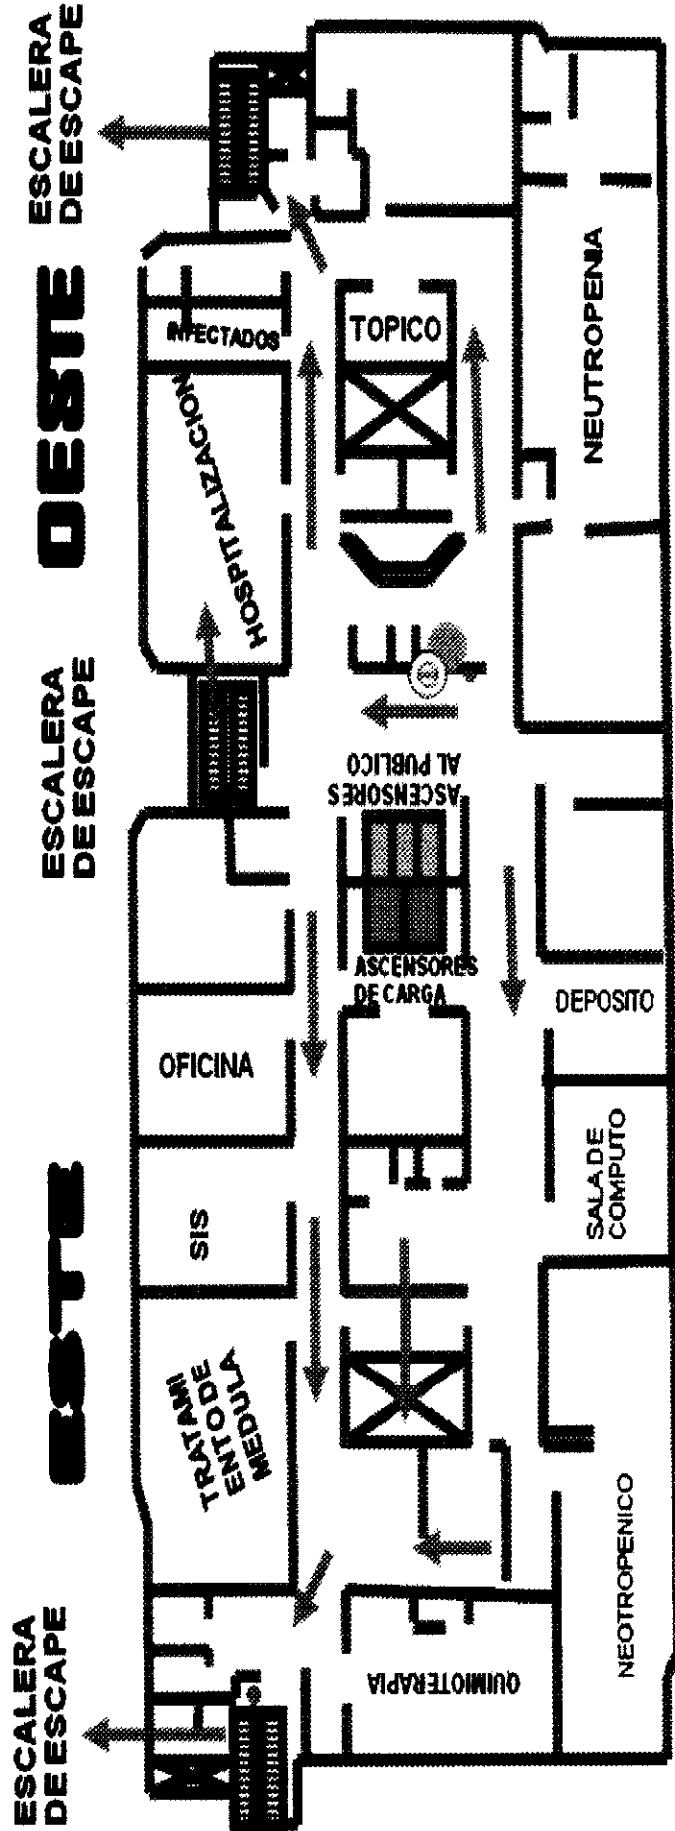 ESCALERA
DE ESCAPE
OESTE
INFECTADOS
TOPICO
HOSPITALIZACION
NEUTROPENIA
ESCALERA
DE ESCAPE
ASCENSORES
AL PUBLICO
ASCENSORES
DE CARGA
DEPOSITO
OFICINA
SALA DE
COMPUTO
SIS
ESTE
TRATAMI
ENTO DE
MEDULA
NEOTROPENICO
QUIMIOTERAPIA
ESCALERA
DE ESCAPE